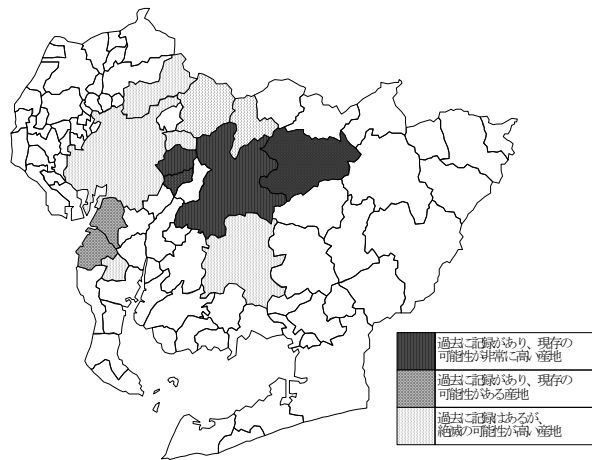 過去に記録があり、現存の
可能性が非常に高い産地
過去に記録があり、現存の
可能性がある産地
過去に記録はあるが、
絶滅の可能性が高い産地